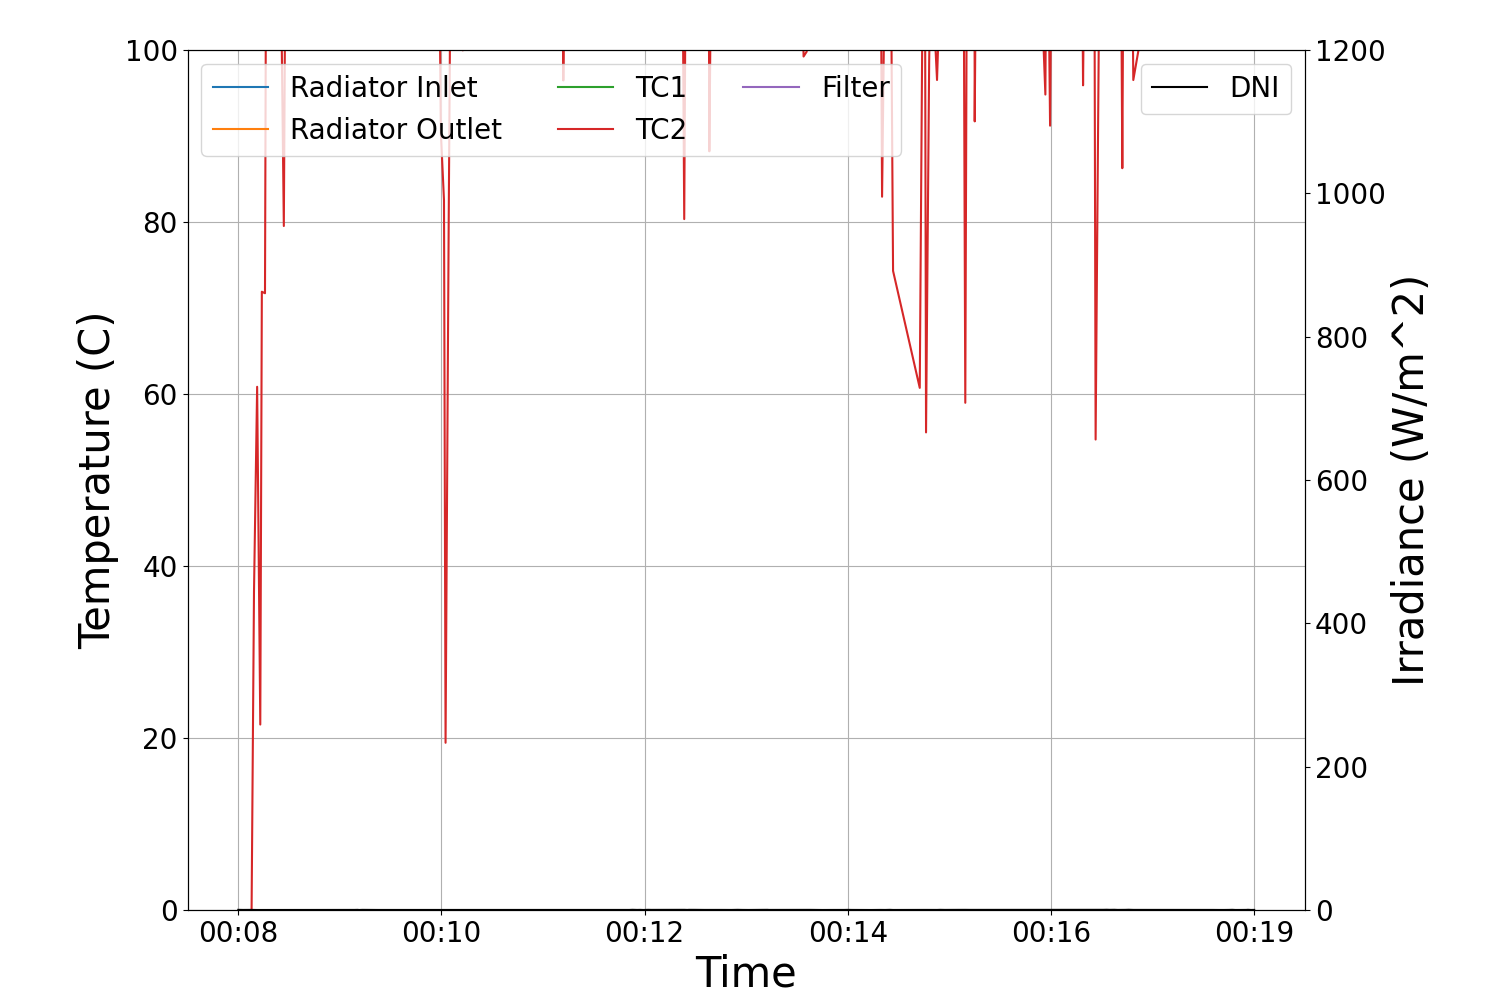 100
80
60
40
20
0
Temperature (C)
Radiator Inlet
Radiator Outlet
TC1
TC2
Filter
DNI
1200
1000
800
600
400
200
0
Irradiance (W/m^2)
00:08 00:10 00:12 00:14 00:16 00:19
Time